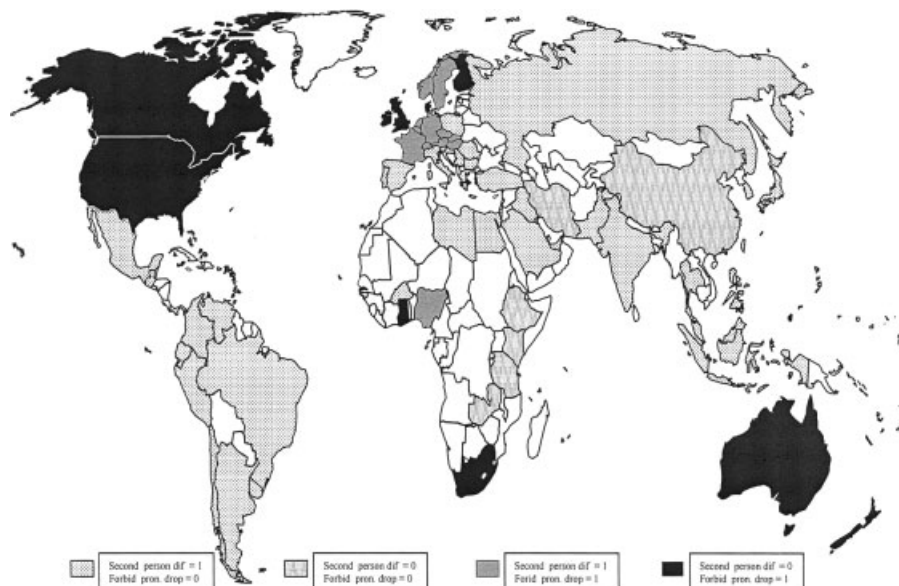 Second person dif = 1
Forbid pron. drop = 0
Second person dif = 0
Forbid pron. drop = 0
Second person dif = 1
Forid pron. drop = 1
Second person dif = 0
Forbid pron. drop = 1